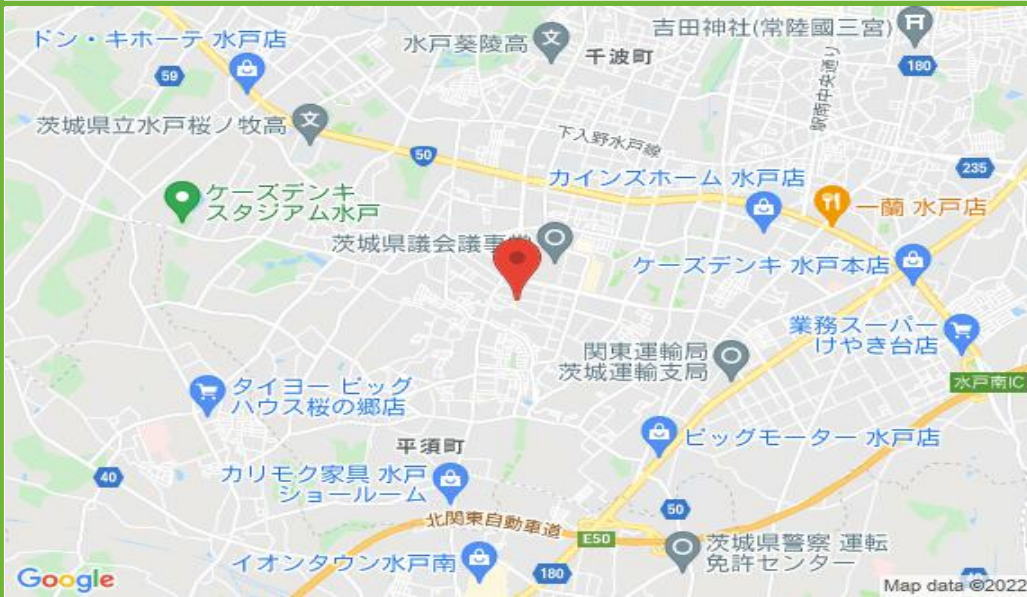 吉田神社(常陸國三宮)
ドン・キホーテ 水戸店
水戸葵陵高
文
千波町
180
59
駅南中央通り
茨城県立水戸桜ノ牧高
文
下入野水戸線
50
235
カインズホーム 水戸店
ケーズデンキ
スタジアム水戸
一蘭 水戸店
茨城県議会議事堂
ケーズデンキ 水戸本店
業務スーパー
けやき台店
関東運輸局
茨城運輸支局
水戸南IC
タイヨー ビッグ
ハウス桜の郷店
平須町
ビッグモーター 水戸店
カリモク家具 水戸
ショールーム
40
50
北関東自動車道
E50
茨城県警察 運転
免許センター
イオンタウン水戸南
180
Google
Map data ©2022